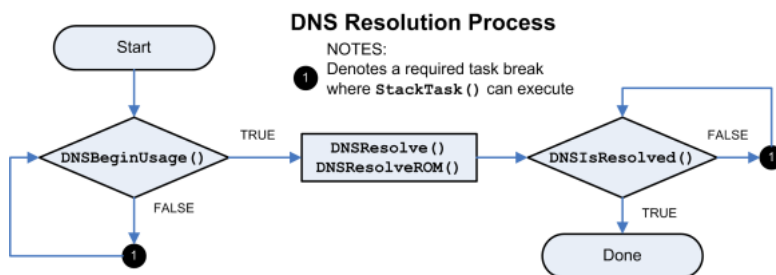 DNS Resolution Process
Start
NOTES:
1 Denotes a required task break
where StackTask() can execute
DNSBeginUsage()
TRUE
DNSResolve()
DNSResolveROM()
DNSIsResolved()
FALSE
1
FALSE
TRUE
1
Done